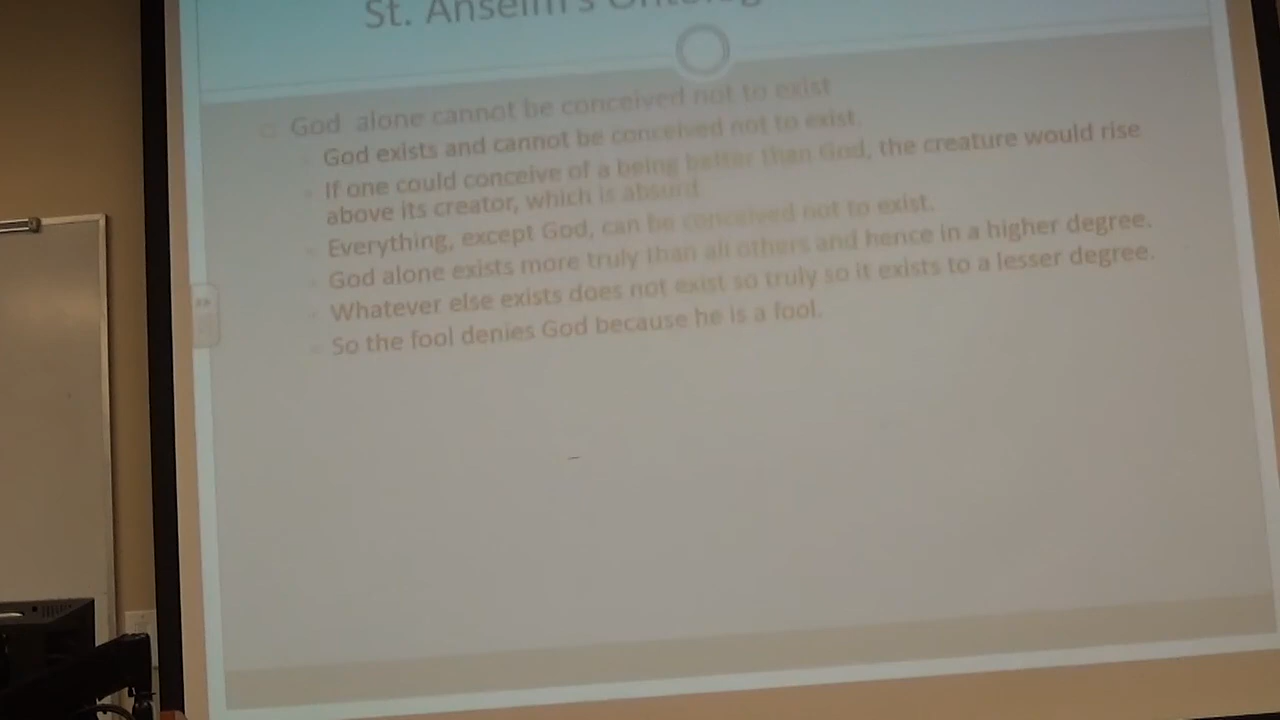 St. Anselm's Ontolog
God alone cannot be conceived not to exist
God exists and cannot be conceived not to exist.
If one could conceive of a being better than God, the creature would rise
above its creator, which is absurd
Everything, except God, can be conceived not to exist.
God alone exists more truly than all others and hence in a higher degree.
Whatever else exists does not exist so truly so it exists to a lesser degree.
So the fool denies God because he is a fool.